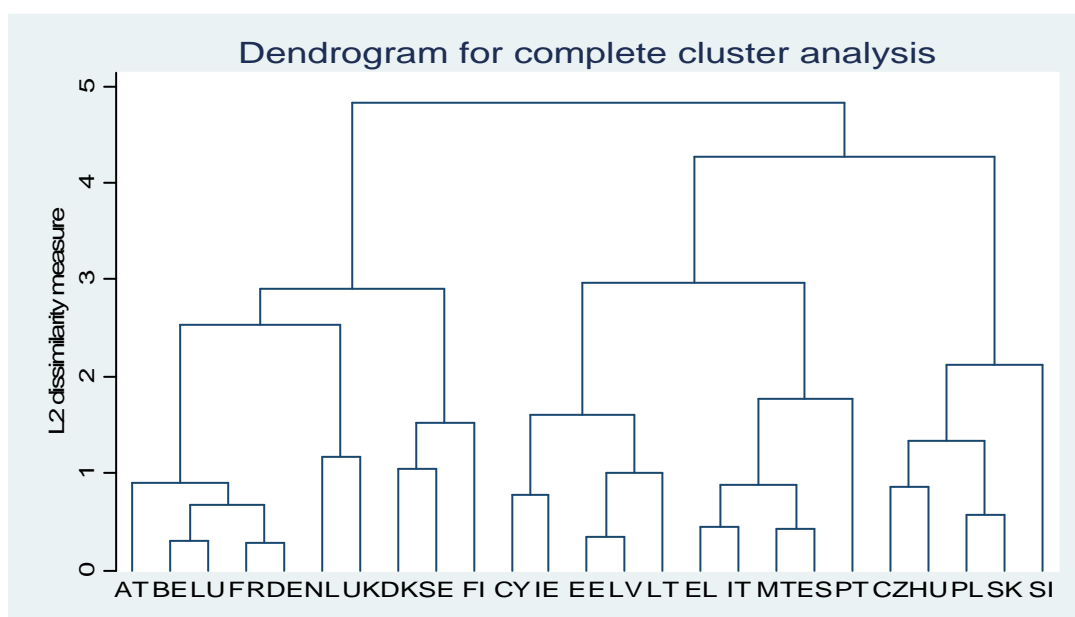 Dendrogram for complete cluster analysis
L2 dissimilarity measure
5
4
3
2
1
0
AT BE LU FR DE NL UK DK SE FI CY IE EE LV LT EL IT MT ES PT CZ HU PL SK SI